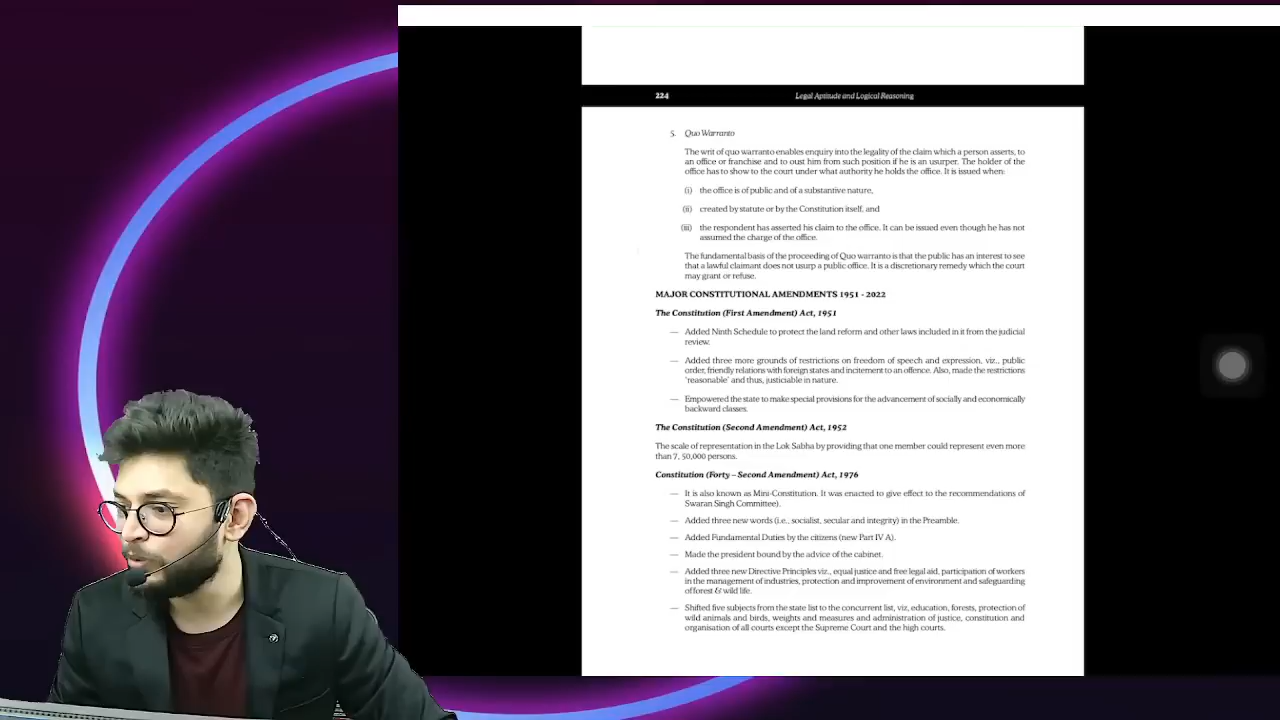 224
Legal Aptitude and Logical Reasoning
5. Quo Warranto
The writ of quo warranto enables enquiry into the legality of the claim which a person asserts, to
an office or franchise and to oust him from such position if he is an usurper. The holder of the
office has to show to the court under what authority he holds the office. It is issued when:
(i) the office is of public and of a substantive nature,
(ii) created by statute or by the Constitution itself, and
(iii) the respondent has asserted his claim to the office. It can be issued even though he has not
assumed the charge of the office.
The fundamental basis of the proceeding of Quo warranto is that the public has an interest to see
that a lawful claimant does not usurp a public office. It is a discretionary remedy which the court
may grant or refuse.
MAJOR CONSTITUTIONAL AMENDMENTS 1951 - 2022
The Constitution (First Amendment) Act, 1951
— Added Ninth Schedule to protect the land reform and other laws included in it from the judicial
review.
— Added three more grounds of restrictions on freedom of speech and expression, viz., public
order, friendly relations with foreign states and incitement to an offence. Also, made the restrictions
'reasonable' and thus, justiciable in nature.
— Empowered the state to make special provisions for the advancement of socially and economically
backward classes.
The Constitution (Second Amendment) Act, 1952
The scale of representation in the Lok Sabha by providing that one member could represent even more
than 7, 50,000 persons.
Constitution (Forty – Second Amendment) Act, 1976
— It is also known as Mini-Constitution. It was enacted to give effect to the recommendations of
Swaran Singh Committee).
— Added three new words (i.e., socialist, secular and integrity) in the Preamble.
— Added Fundamental Duties by the citizens (new Part IV A).
— Made the president bound by the advice of the cabinet.
— Added three new Directive Principles viz., equal justice and free legal aid, participation of workers
in the management of industries, protection and improvement of environment and safeguarding
of forest & wild life.
— Shifted five subjects from the state list to the concurrent list, viz, education, forests, protection of
wild animals and birds, weights and measures and administration of justice, constitution and
organisation of all courts except the Supreme Court and the high courts.